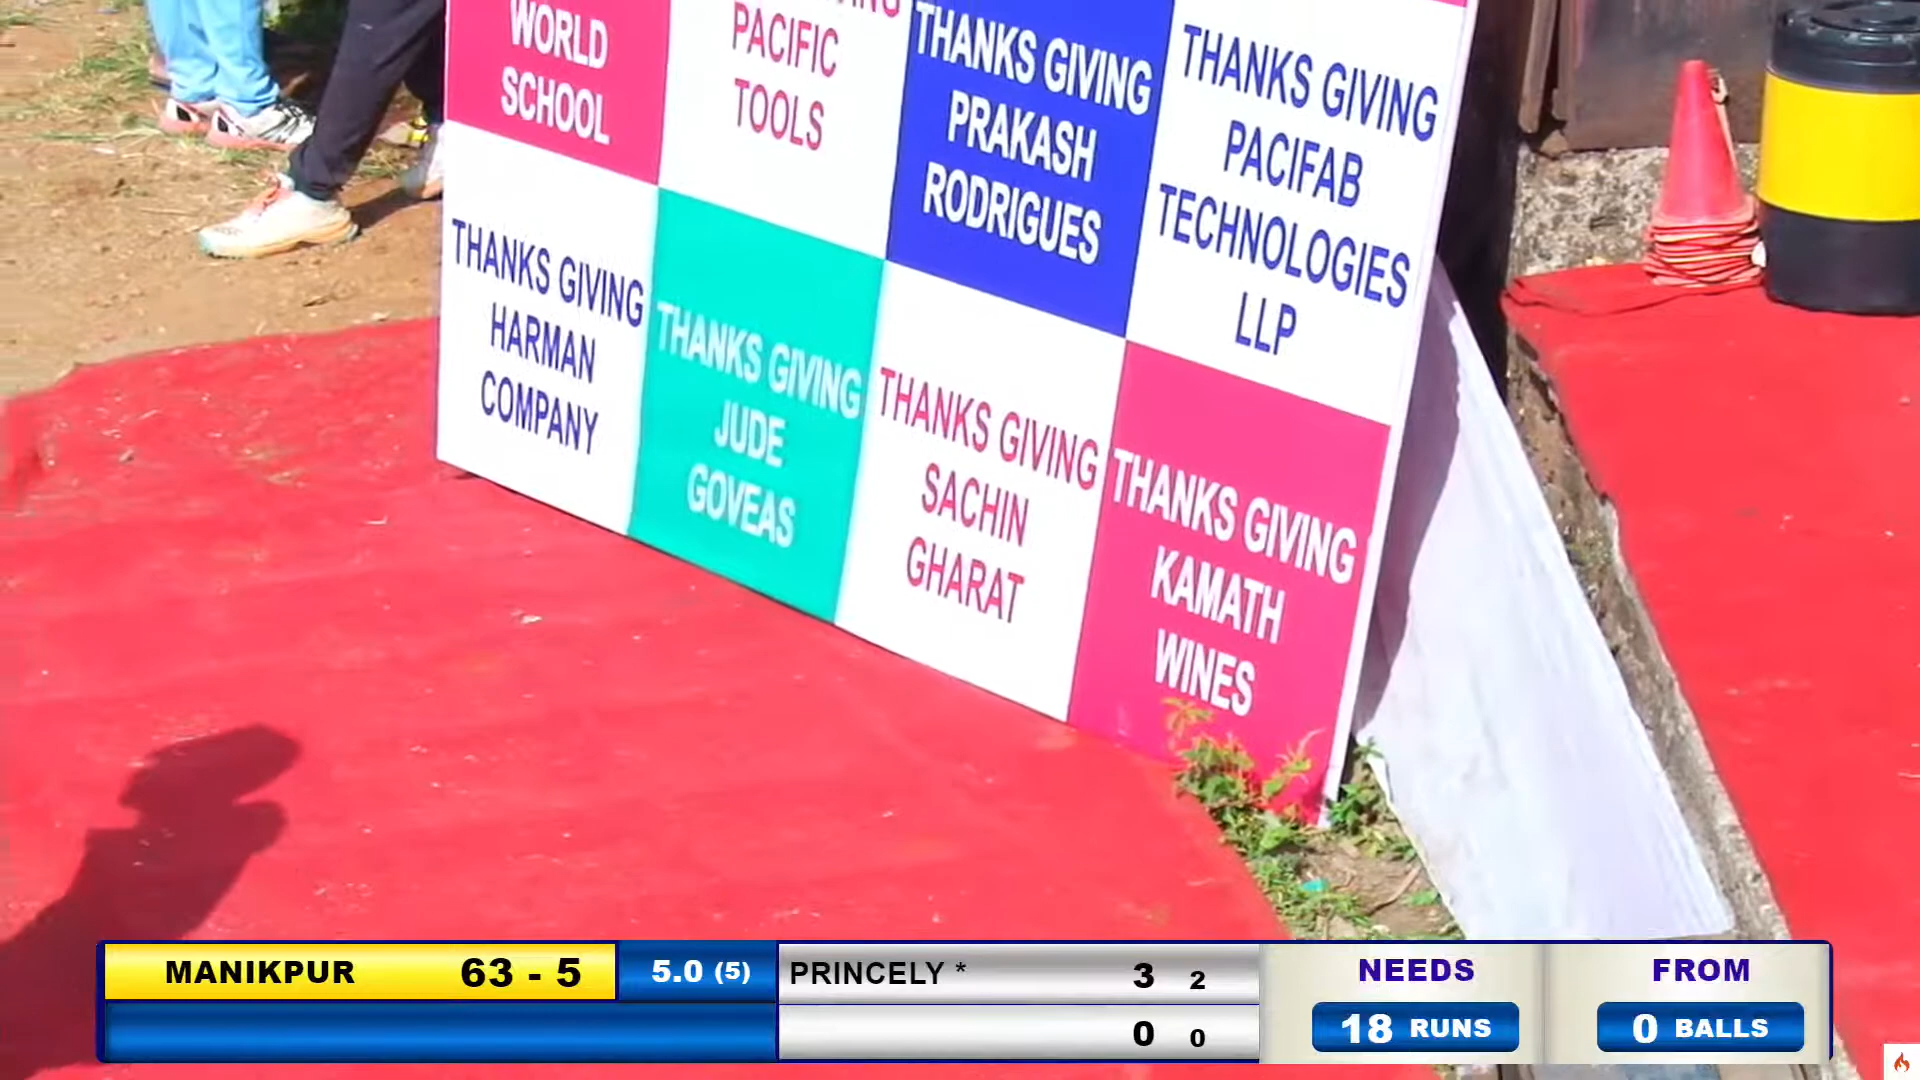 WORLD
SCHOOL
PACIFIC
TOOLS
THANKS GIVING
PRAKASH
RODRIGUES
THANKS GIVING
PACIFAB
TECHNOLOGIES
LLP
THANKS GIVING
HARMAN
COMPANY
THANKS GIVING
JUDE
GOVEAS
THANKS GIVING
SACHIN
GHARAT
THANKS GIVING
KAMATH
WINES
MANIKPUR 63 - 5 5.0 (5) PRINCELY * 3 2 NEEDS FROM
0 0 18 RUNS 0 BALLS